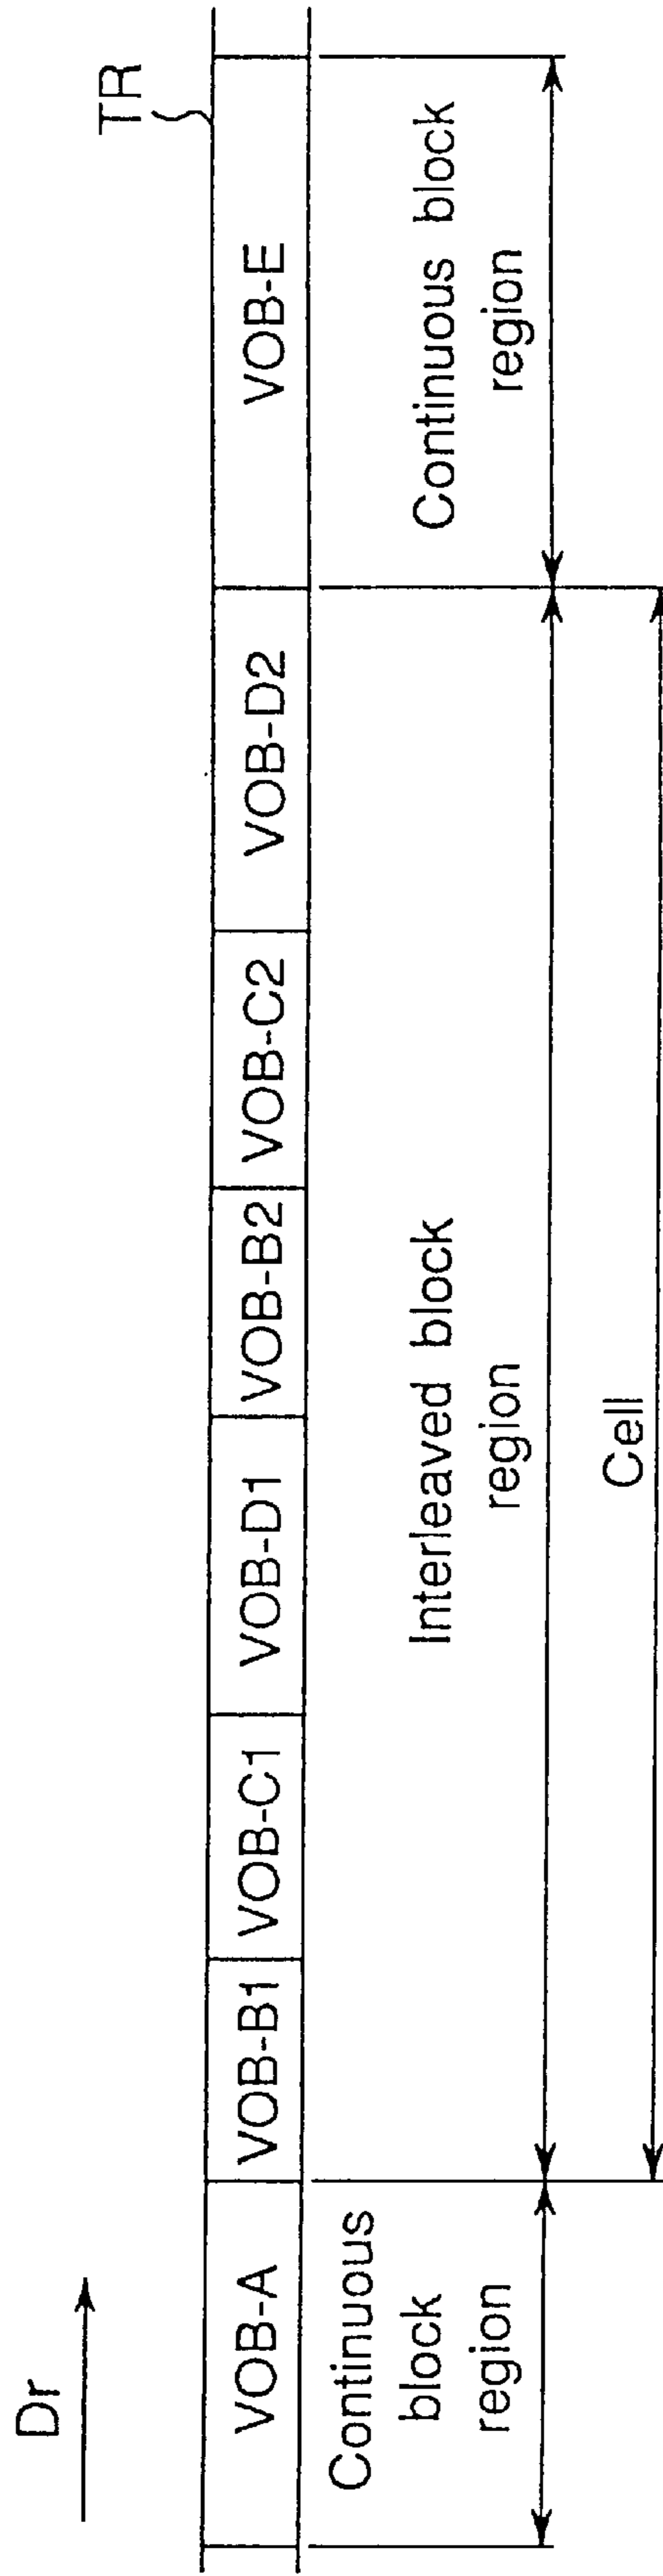 Dr
TR
VOB-A
VOB-B1
VOB-C1
VOB-D1
VOB-B2
VOB-C2
VOB-D2
VOB-E
Continuous
block
region
Interleaved block
region
Continuous block
region
Cell